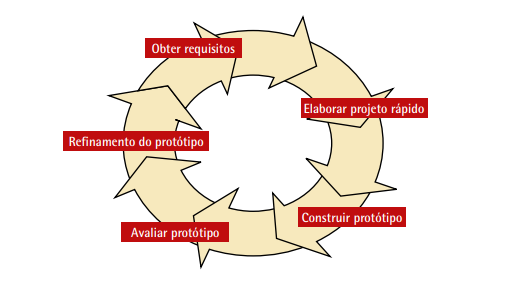 Obter requisitos
Elaborar projeto rápido
Construir protótipo
Avaliar protótipo
Refinamento do protótipo